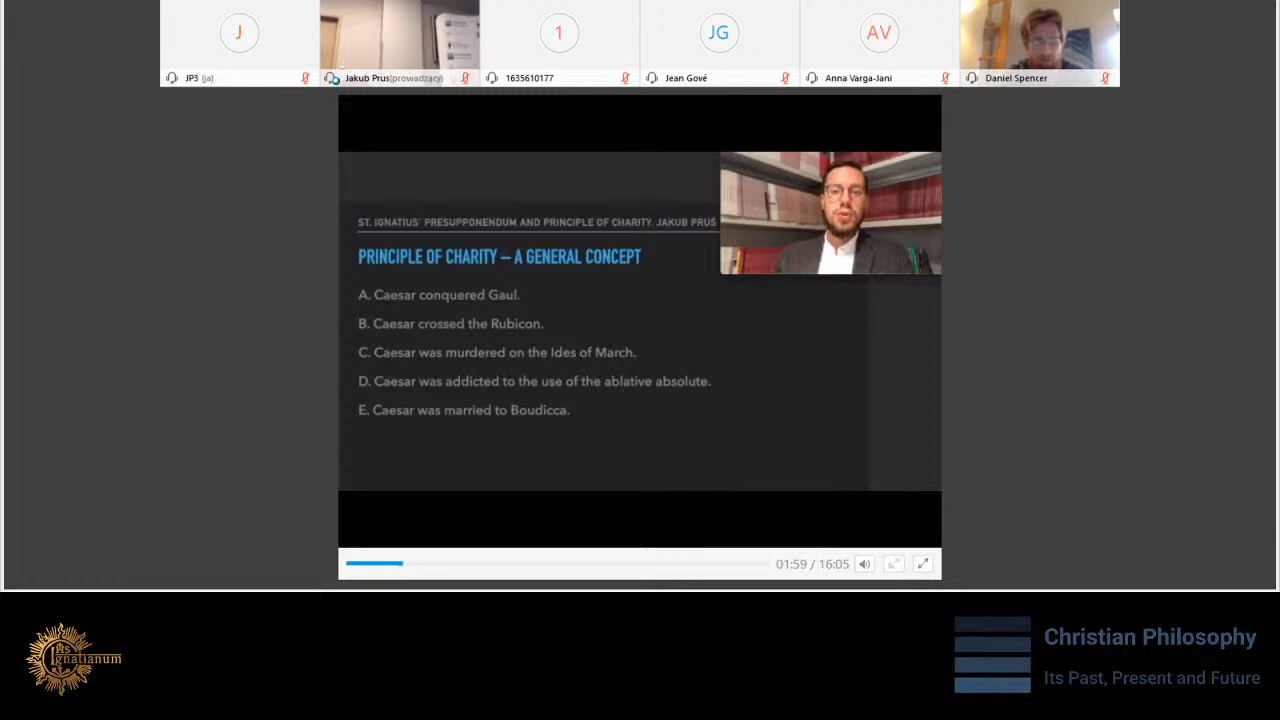 J
1
JG
AV
JP3 (ja)
Jakub Prus(prowadzący)
1635610177
Jean Gové
Anna Varga-Jani
Daniel Spencer
ST. IGNATIUS' PRESUPPONENDUM AND PRINCIPLE OF CHARITY. JAKUB PRUŚ
PRINCIPLE OF CHARITY – A GENERAL CONCEPT
A. Caesar conquered Gaul.
B. Caesar crossed the Rubicon.
C. Caesar was murdered on the Ides of March.
D. Caesar was addicted to the use of the ablative absolute.
E. Caesar was married to Boudicca.
01:59 / 16:05
Ignatianum
Christian Philosophy
Its Past, Present and Future